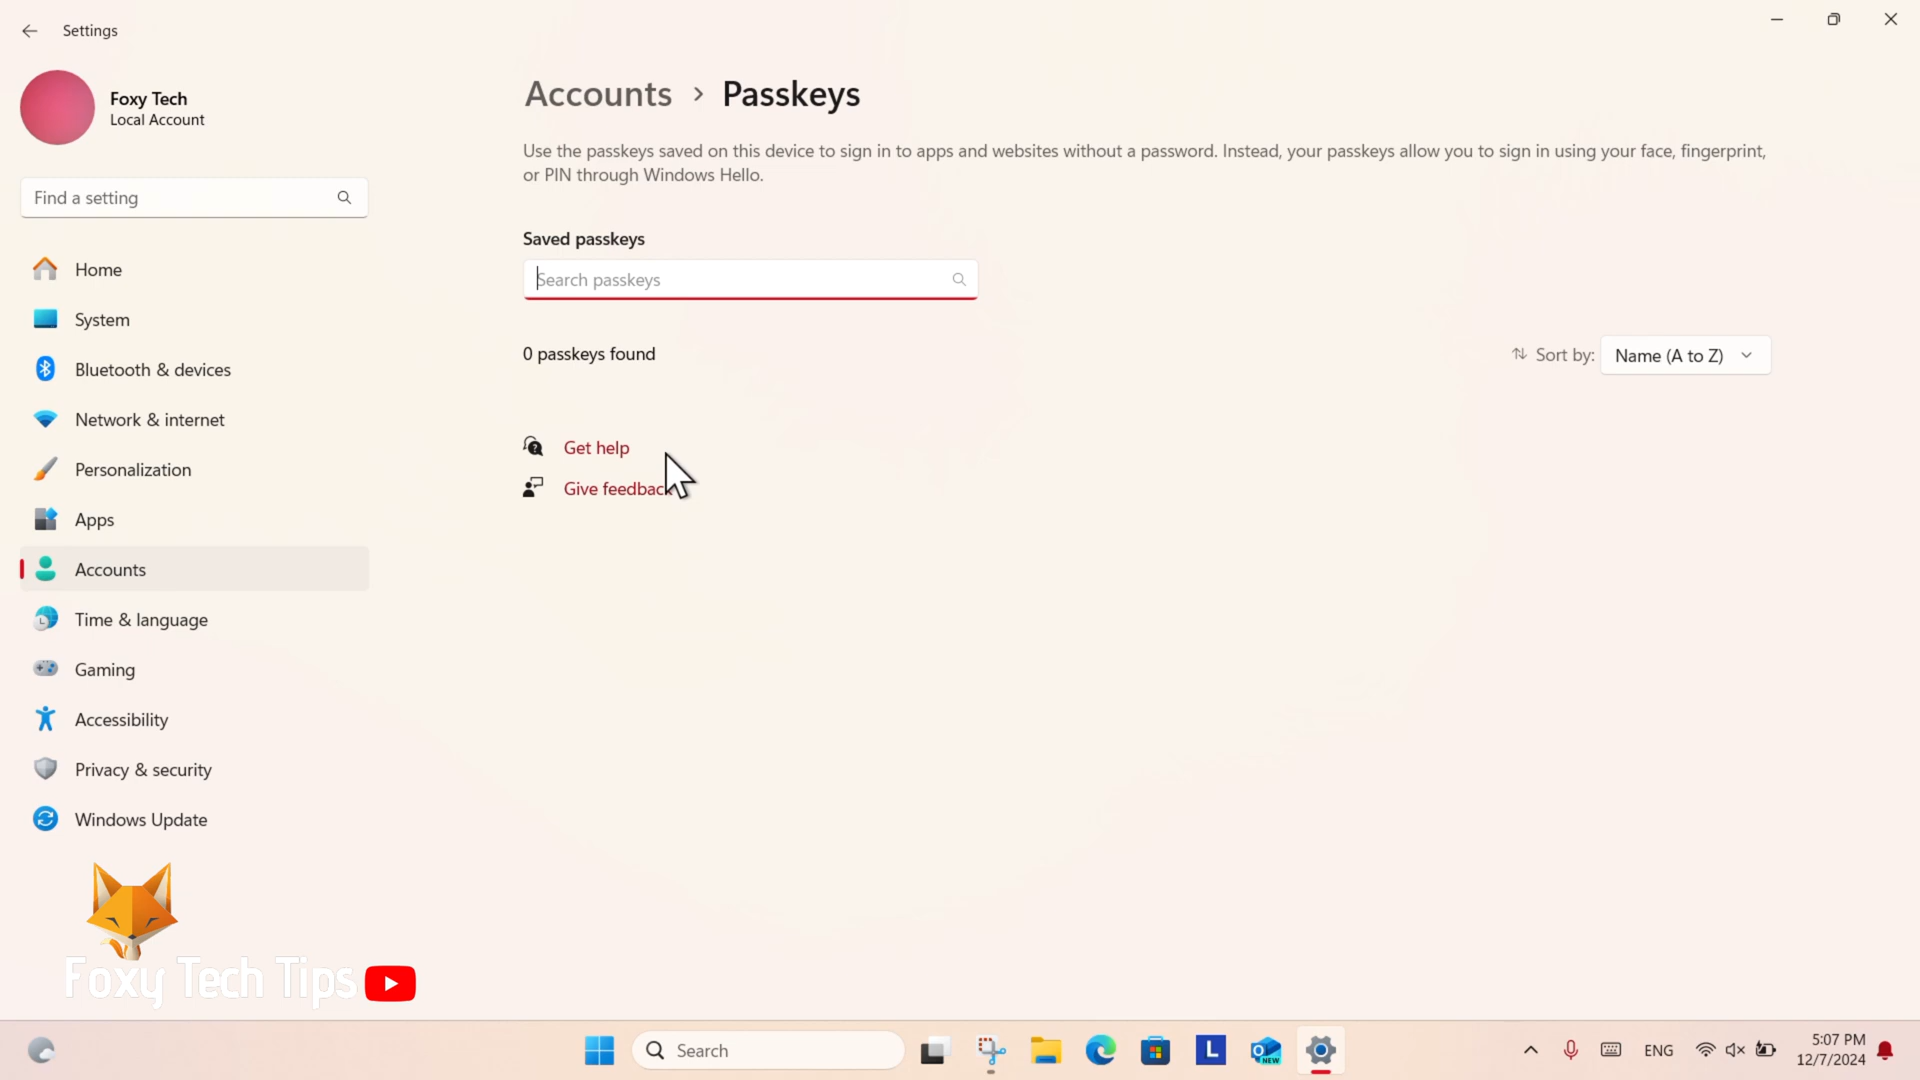 Settings
Foxy Tech
Local Account
Find a setting
Home
System
Bluetooth & devices
Network & internet
Personalization
Apps
Accounts
Time & language
Gaming
Accessibility
Privacy & security
Windows Update
Foxy Tech Tips
Accounts > Passkeys
Use the passkeys saved on this device to sign in to apps and websites without a password. Instead, your passkeys allow you to sign in using your face, fingerprint,
or PIN through Windows Hello.
Saved passkeys
Search passkeys
0 passkeys found
Sort by: Name (A to Z)
Get help
Give feedback
Search
L
NEW
ENG
5:07 PM
12/7/2024